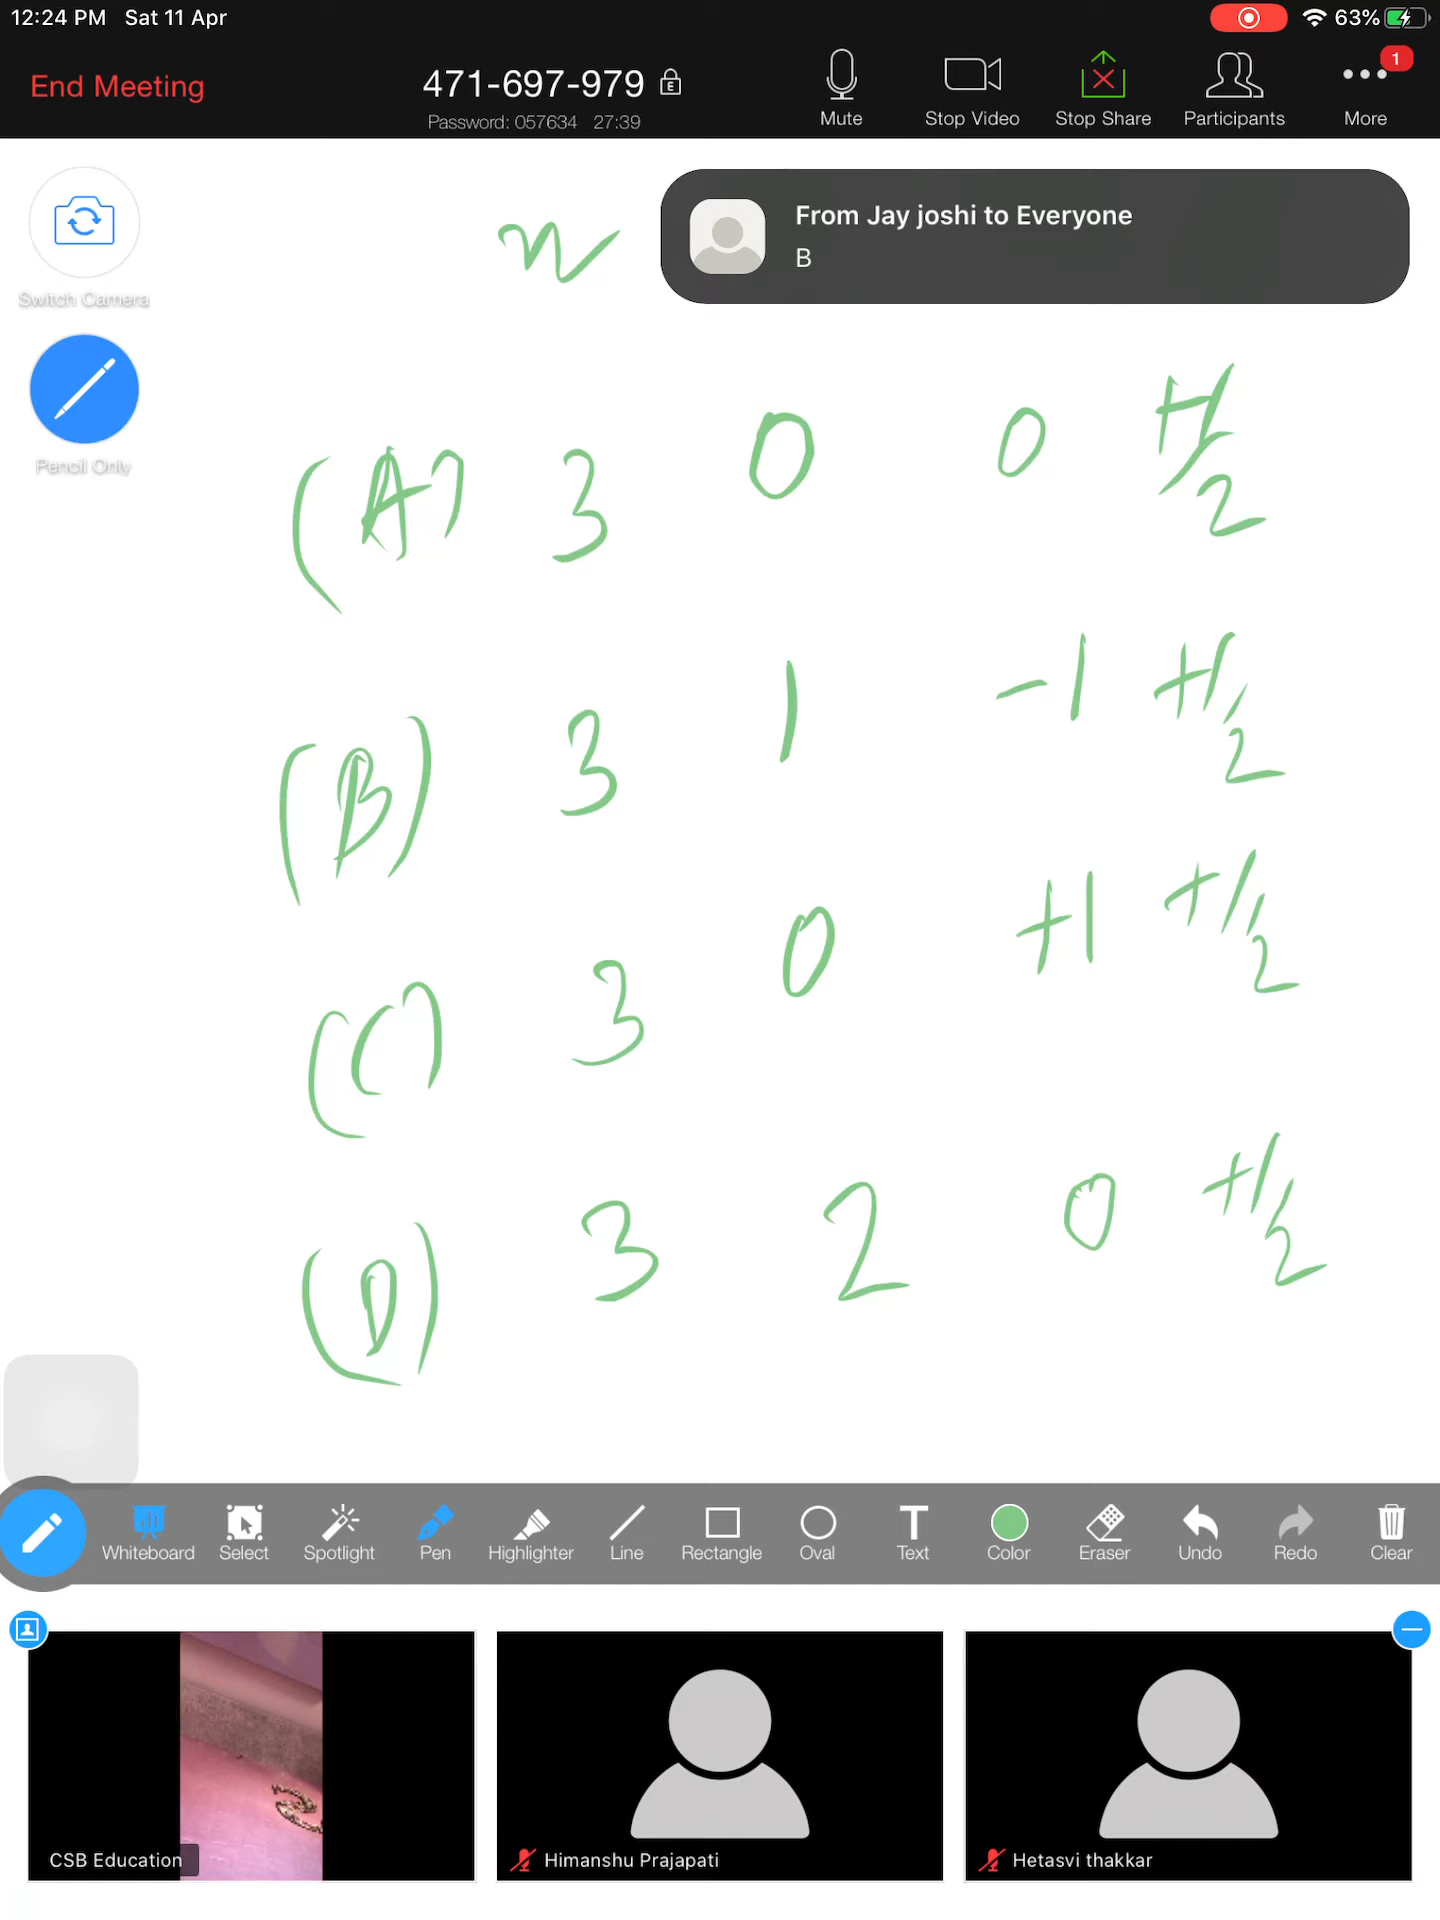 12:24 PM Sat 11 Apr 63%
End Meeting
471-697-979
Password: 057634 27:39
Mute
Stop Video
Stop Share
Participants
1
More
Switch Camera
Pencil Only
From Jay joshi to Everyone
B
n
(A) 3 0 0 +1/2
(B) 3 1 -1 +1/2
(C) 3 0 +1 +1/2
(D) 3 2 0 +1/2
Whiteboard Select Spotlight Pen Highlighter Line Rectangle Oval Text Color Eraser Undo Redo Clear
CSB Education
Himanshu Prajapati
Hetasvi thakkar